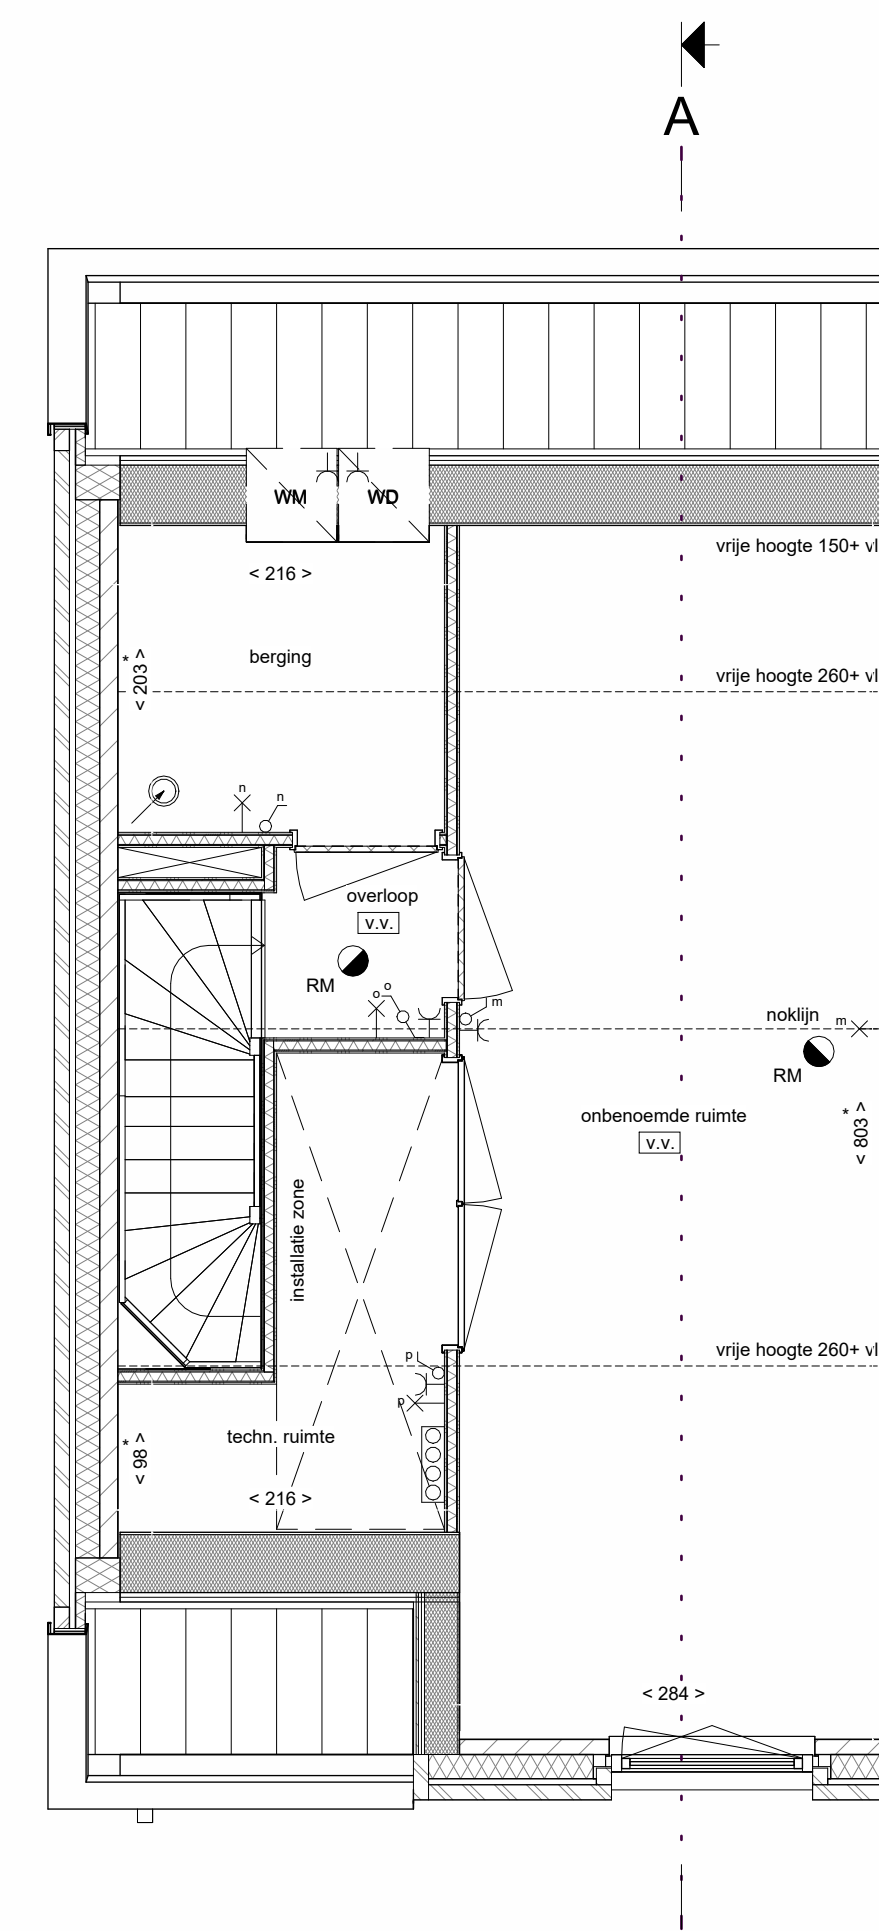 A
WM
WD
vrije hoogte 150+ vl
< 216 >
berging
* < 203 >
vrije hoogte 260+ vl
n
n
overloop
v.v.
RM
o
o
m
noklijn
m
RM
onbenoemde ruimte
v.v.
* < 803 >
installatie zone
vrije hoogte 260+ vl
p
p
techn. ruimte
* < 98 >
< 216 >
< 284 >